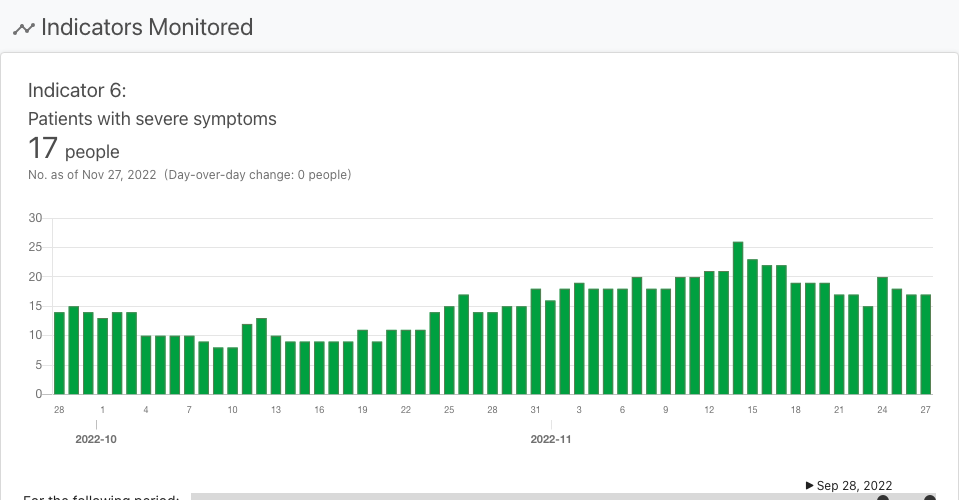 Indicators Monitored
Indicator 6:
Patients with severe symptoms
17 people
No. as of Nov 27, 2022 (Day-over-day change: 0 people)
30
25
20
15
10
5
0
28 1 4 7 10 13 16 19 22 25 28 31 3 6 9 12 15 18 21 24 27
2022-10 2022-11
▶ Sep 28, 2022
For the following period: